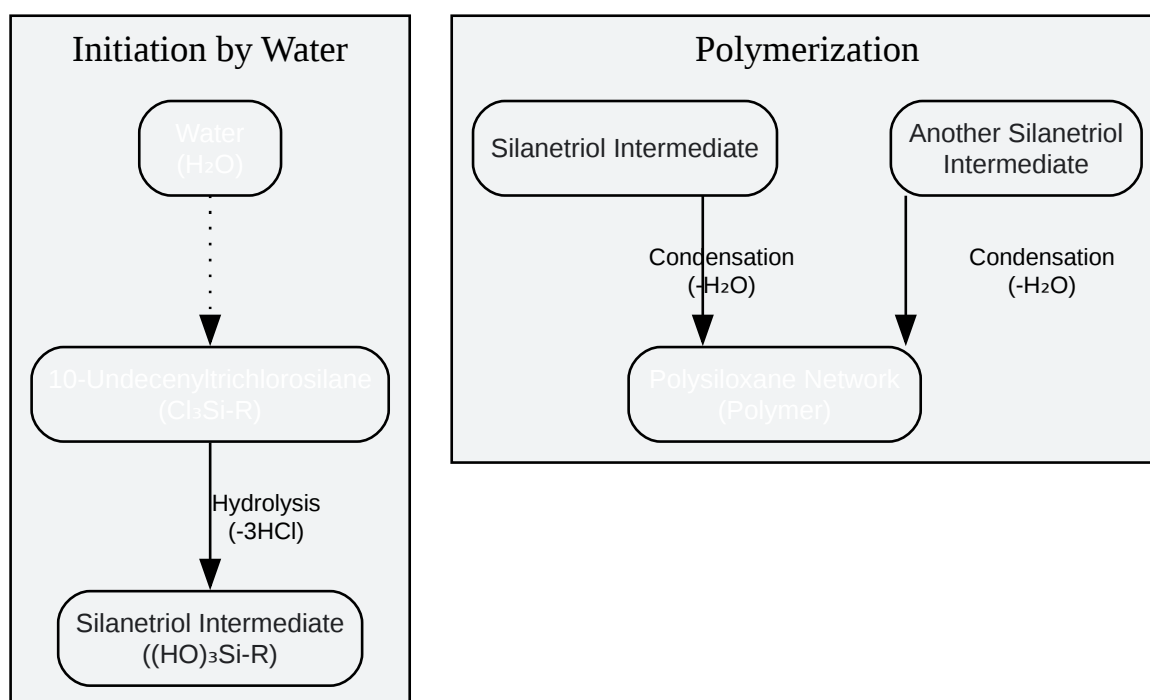 Initiation by Water
Water
(H₂O)
10-Undecenyltrichlorosilane
(Cl₃Si-R)
Hydrolysis
(-3HCl)
Silanetriol Intermediate
((HO)₃Si-R)
Polymerization
Silanetriol Intermediate
Another Silanetriol
Intermediate
Condensation
(-H₂O)
Condensation
(-H₂O)
Polysiloxane Network
(Polymer)